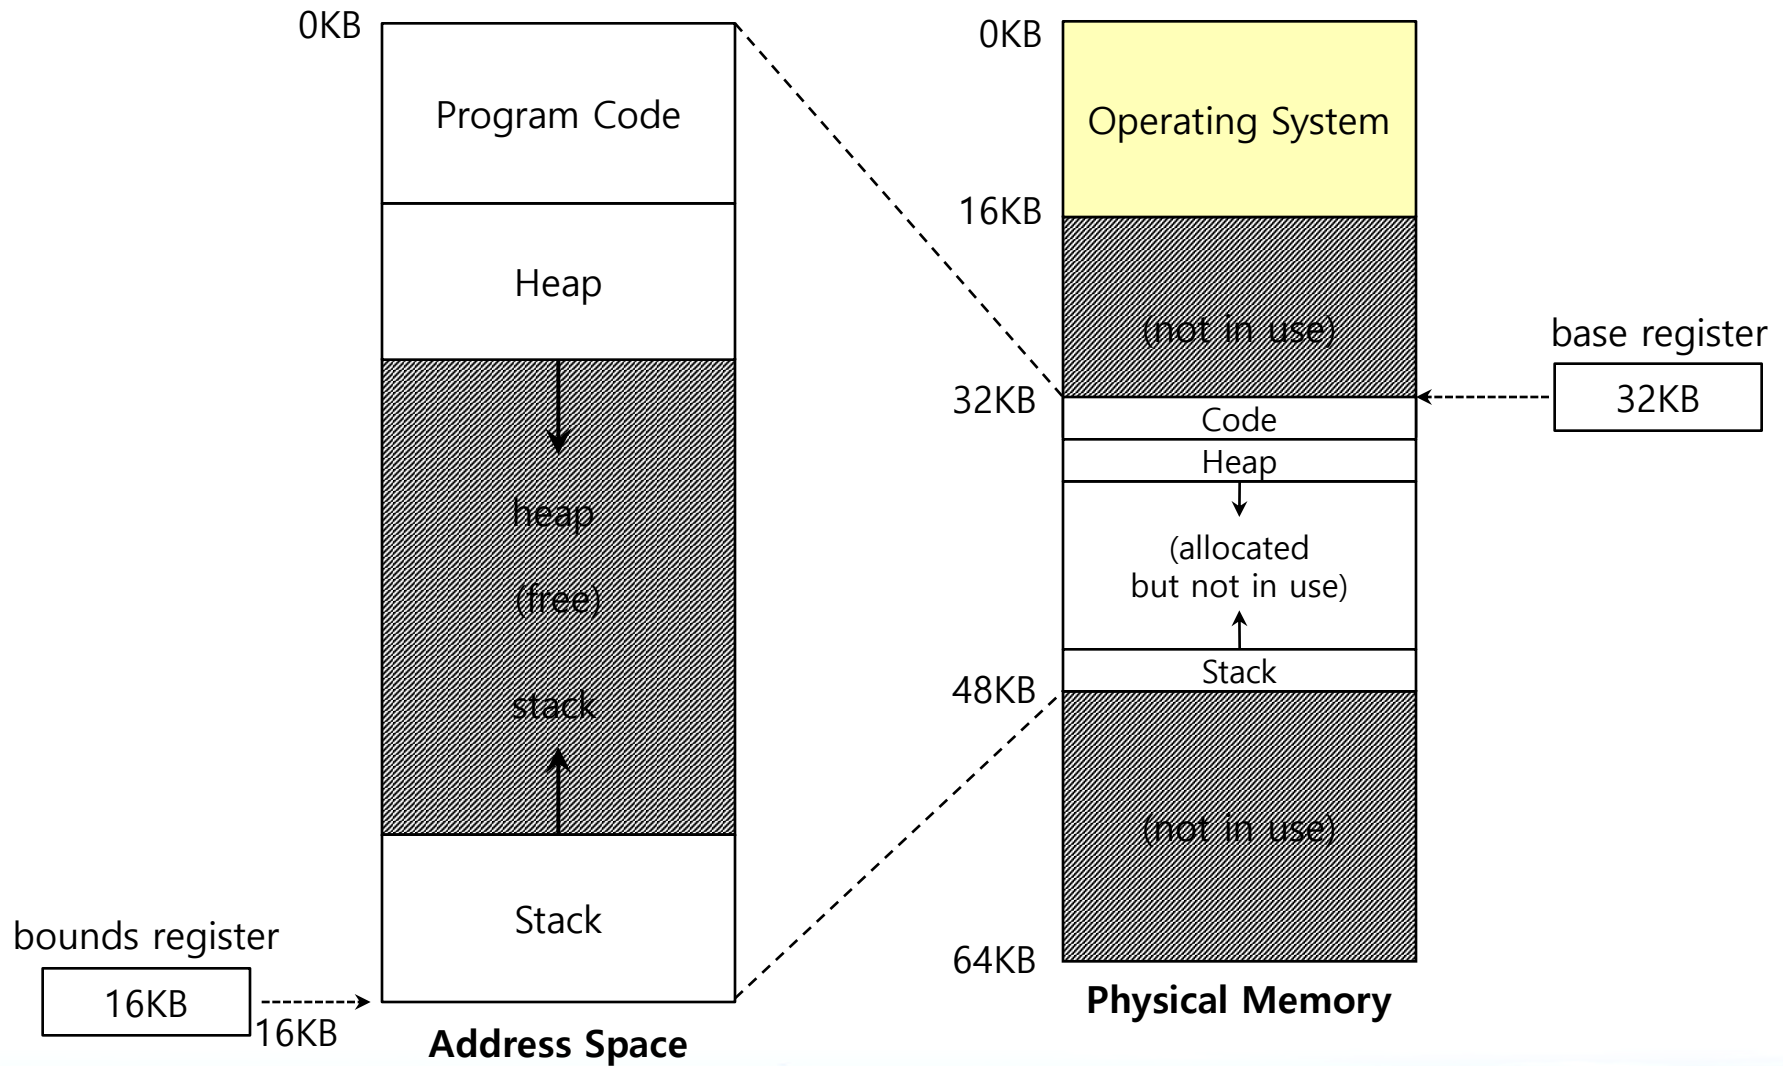 0KB
Program Code
Heap
heap
(free)
stack
Stack
bounds register
16KB
16KB
Address Space
0KB
Operating System
16KB
(not in use)
32KB
Code
Heap
(allocated
but not in use)
Stack
48KB
(not in use)
64KB
Physical Memory
base register
32KB